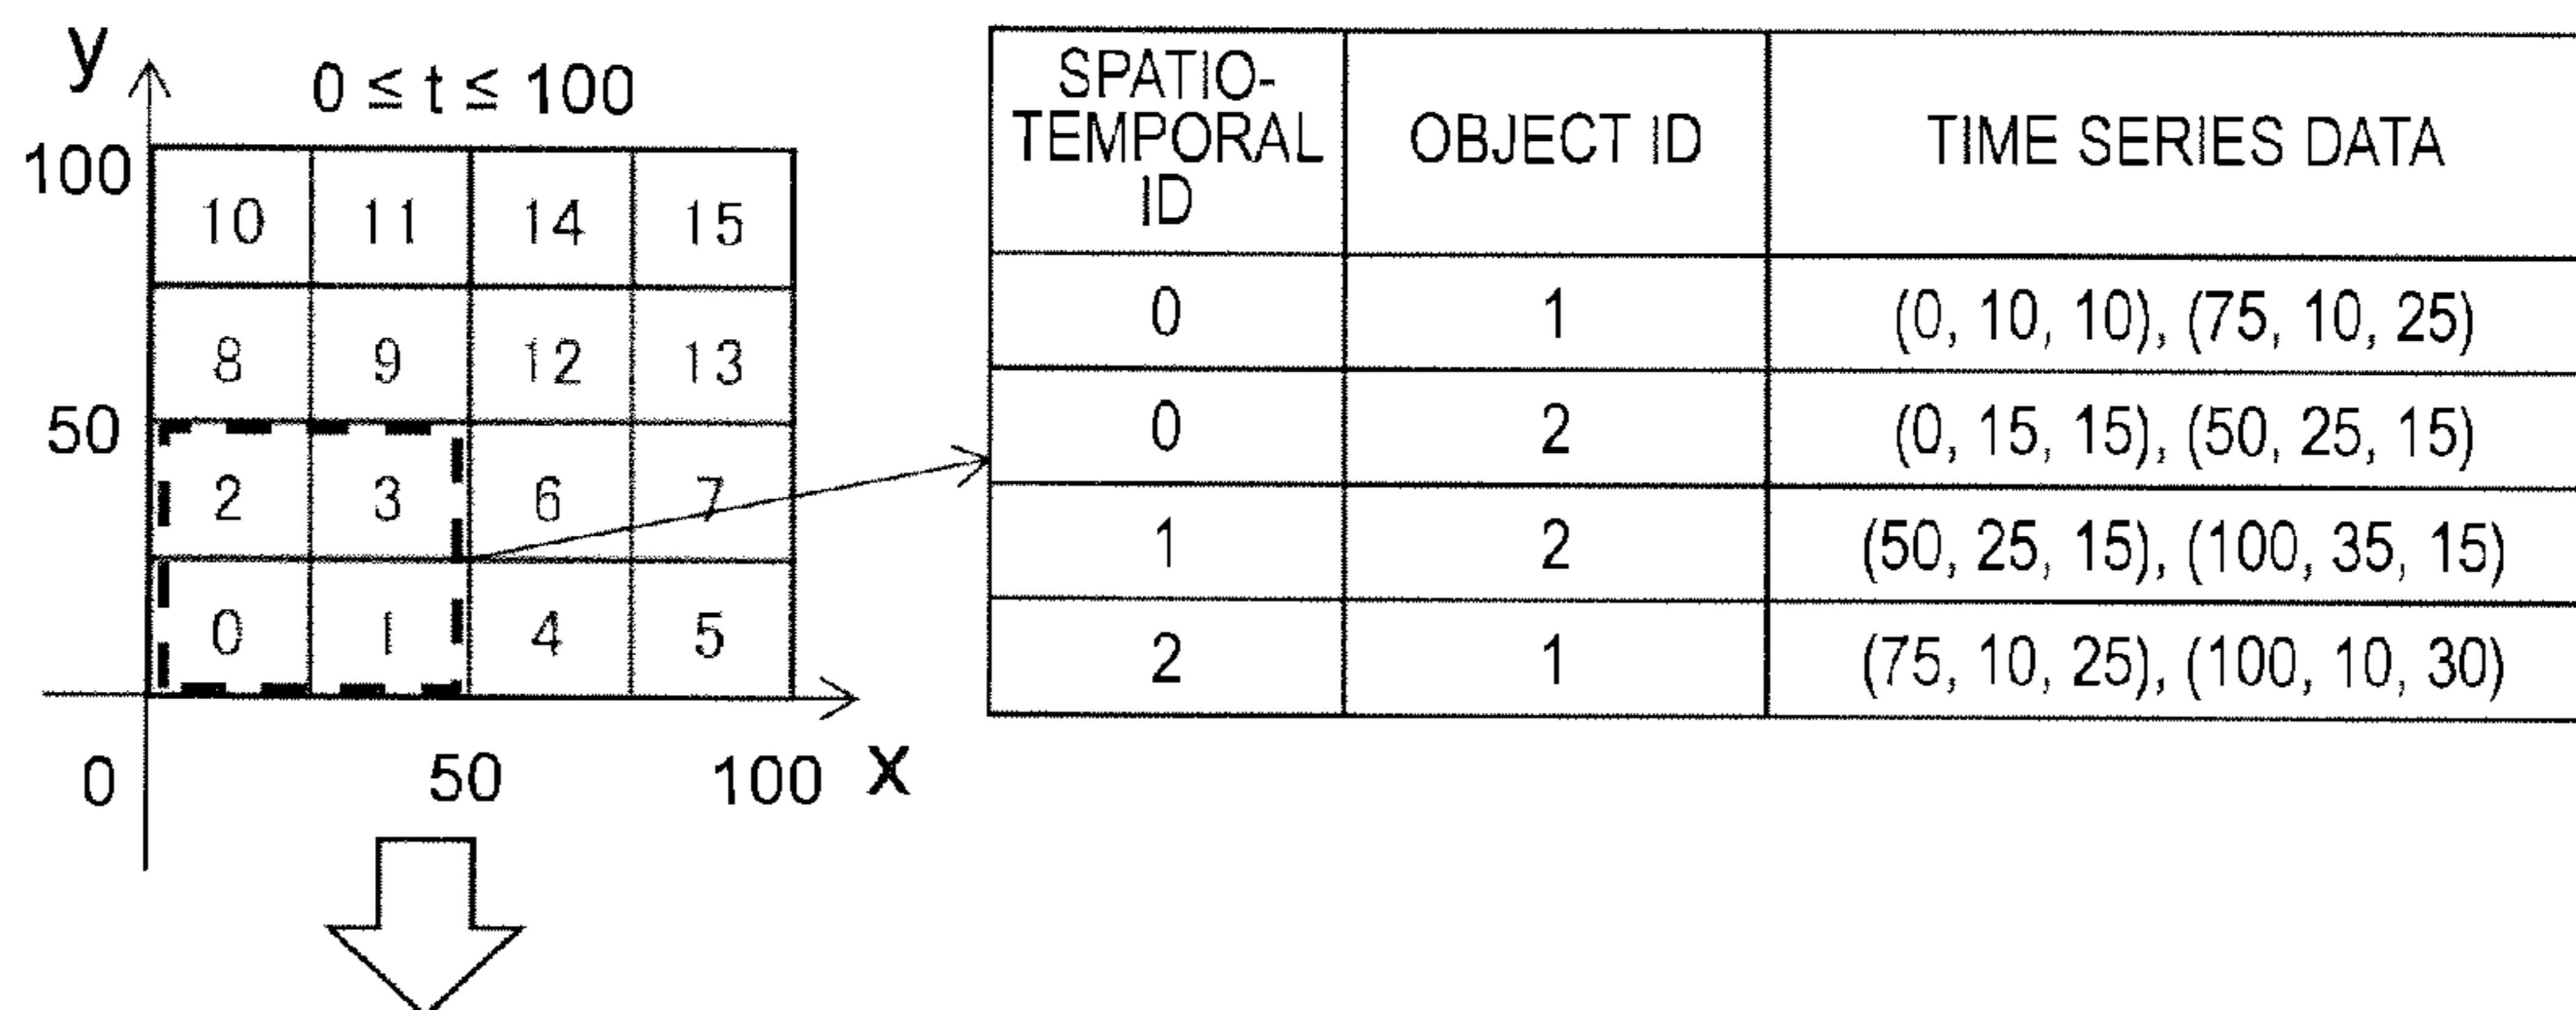 y
0 ≤ t ≤ 100
100
10 11 14 15
8 9 12 13
50
2 3 6 7
0 1 4 5
0 50 100 x
SPATIO-
TEMPORAL
ID
OBJECT ID
TIME SERIES DATA
0 1 (0, 10, 10), (75, 10, 25)
0 2 (0, 15, 15), (50, 25, 15)
1 2 (50, 25, 15), (100, 35, 15)
2 1 (75, 10, 25), (100, 10, 30)